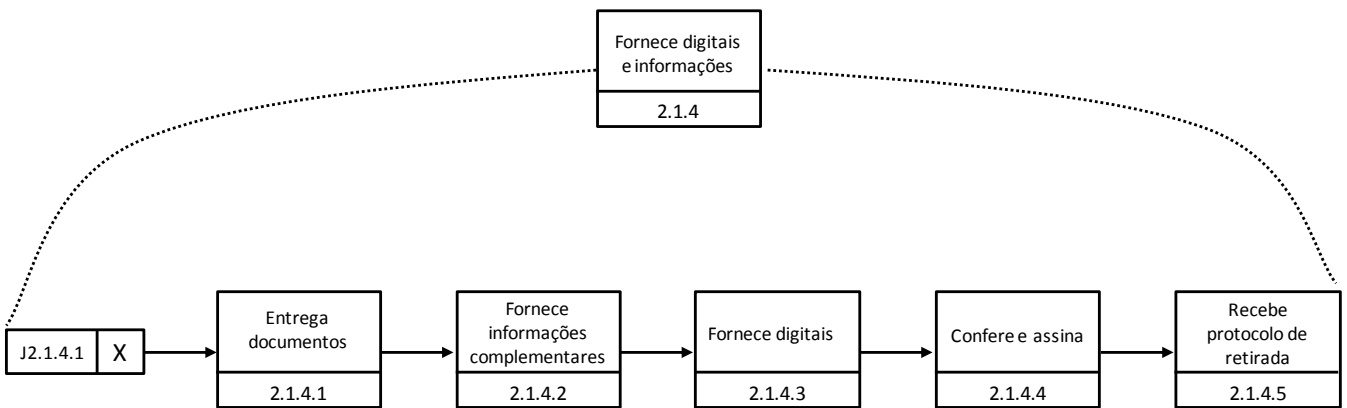 Fornece digitais
e informações
2.1.4
J2.1.4.1
X
Entrega
documentos
2.1.4.1
Fornece
informações
complementares
2.1.4.2
Fornece digitais
2.1.4.3
Confere e assina
2.1.4.4
Recebe
protocolo de
retirada
2.1.4.5